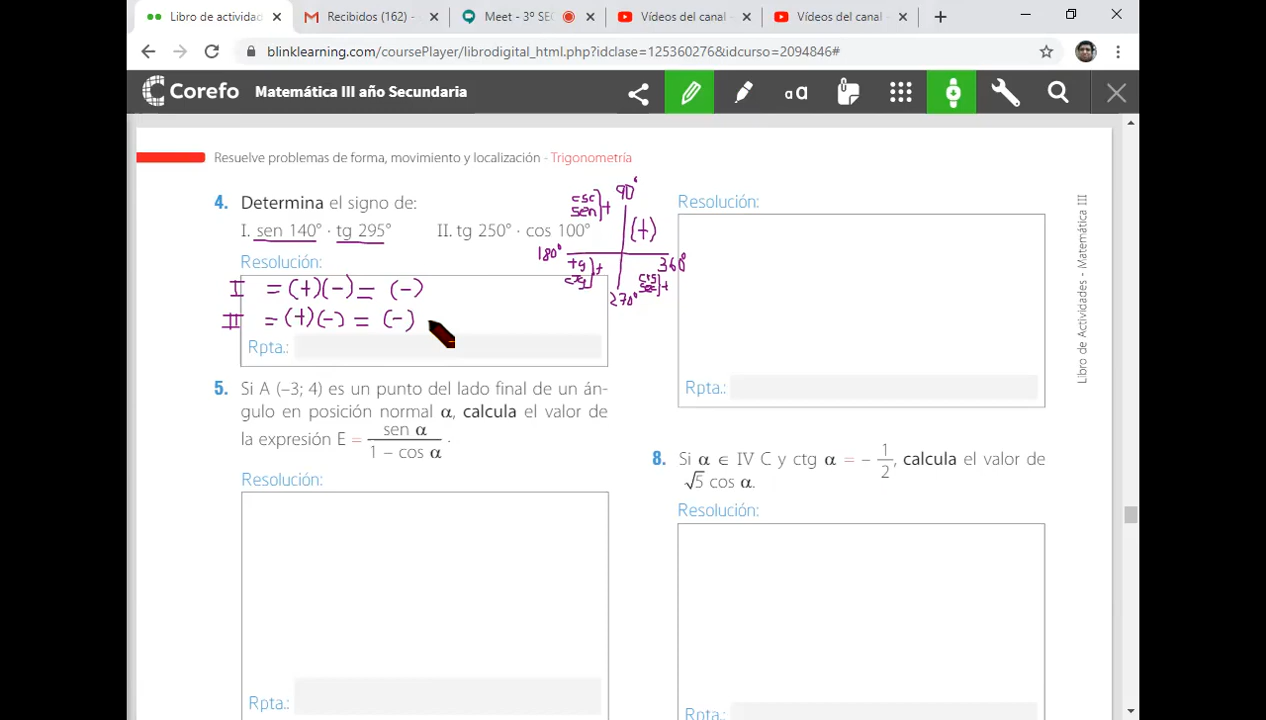 Libro de actividad
Recibidos (162) -
Meet - 3º SEC
Vídeos del canal -
Vídeos del canal -
blinklearning.com/coursePlayer/librodigital_html.php?idclase=125360276&idcurso=2094846#
Corefo
Matemática III año Secundaria
aa
Resuelve problemas de forma, movimiento y localización - Trigonometría
4. Determina el signo de:
I. sen 140° · tg 295°
II. tg 250° · cos 100°
csc
sen
+
90°
(+)
180°
360°
tg
ctg
+
270°
sec
+
Resolución:
I = (+)(-) = (-)
II = (+)(-) = (-)
Rpta.:
5. Si A (–3; 4) es un punto del lado final de un án-
gulo en posición normal α, calcula el valor de
la expresión E = sen α / 1 – cos α .
Resolución:
Rpta.:
Resolución:
Rpta.:
8. Si α ∈ IV C y ctg α = – 1/2, calcula el valor de
√5 cos α.
Resolución:
Rpta.:
Libro de Actividades - Matemática III